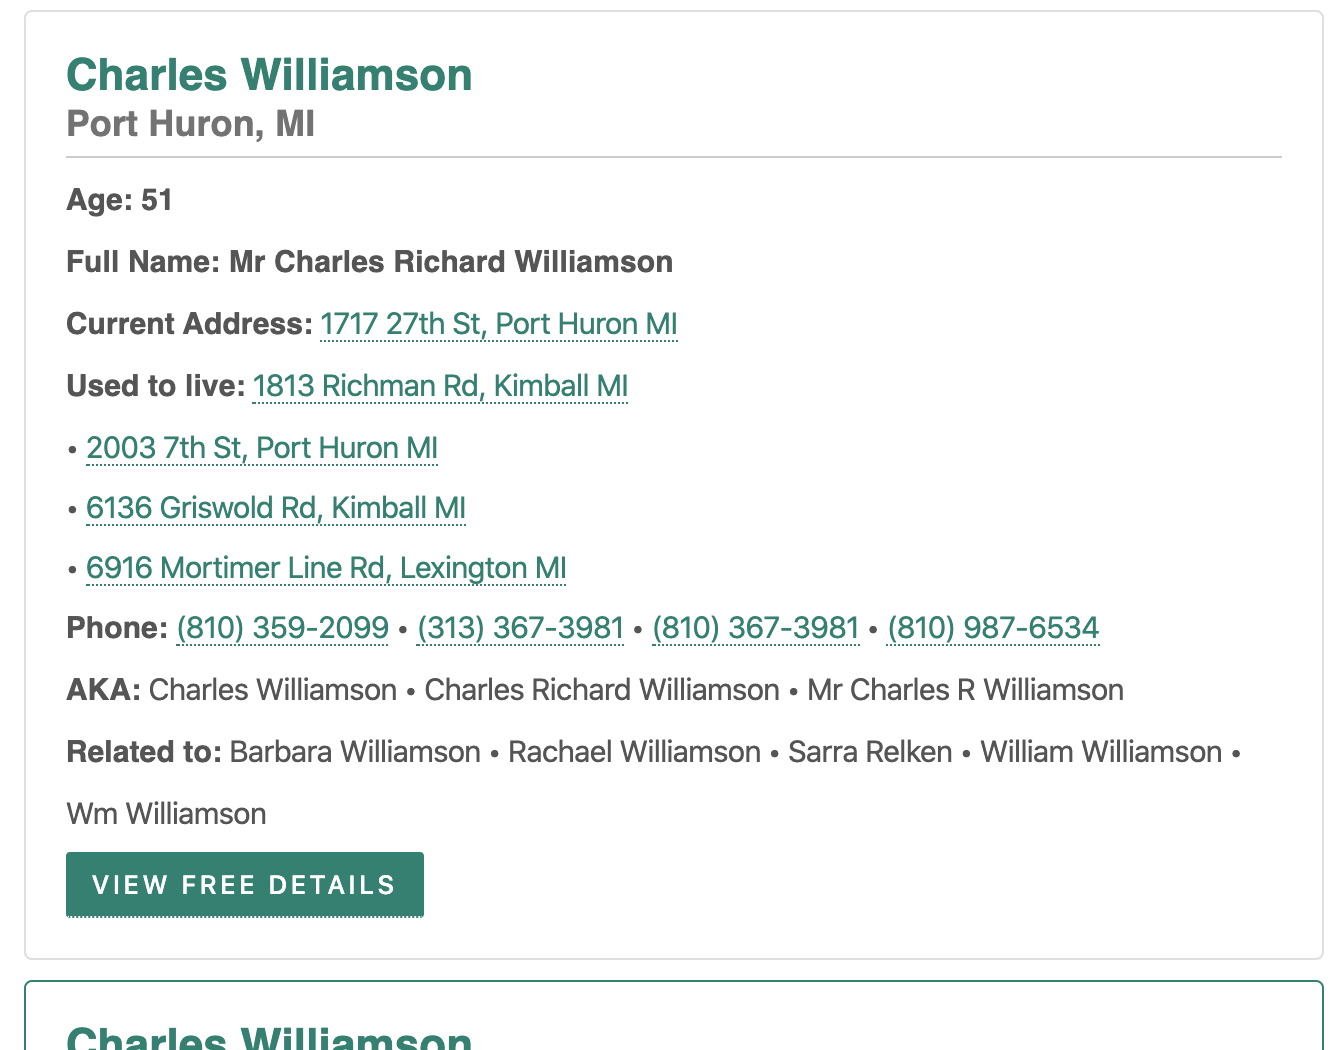 Charles Williamson
Port Huron, MI
Age: 51
Full Name: Mr Charles Richard Williamson
Current Address: 1717 27th St, Port Huron MI
Used to live: 1813 Richman Rd, Kimball MI
• 2003 7th St, Port Huron MI
• 6136 Griswold Rd, Kimball MI
• 6916 Mortimer Line Rd, Lexington MI
Phone: (810) 359-2099 • (313) 367-3981 • (810) 367-3981 • (810) 987-6534
AKA: Charles Williamson • Charles Richard Williamson • Mr Charles R Williamson
Related to: Barbara Williamson • Rachael Williamson • Sarra Relken • William Williamson •
Wm Williamson
VIEW FREE DETAILS
Charles Williamson